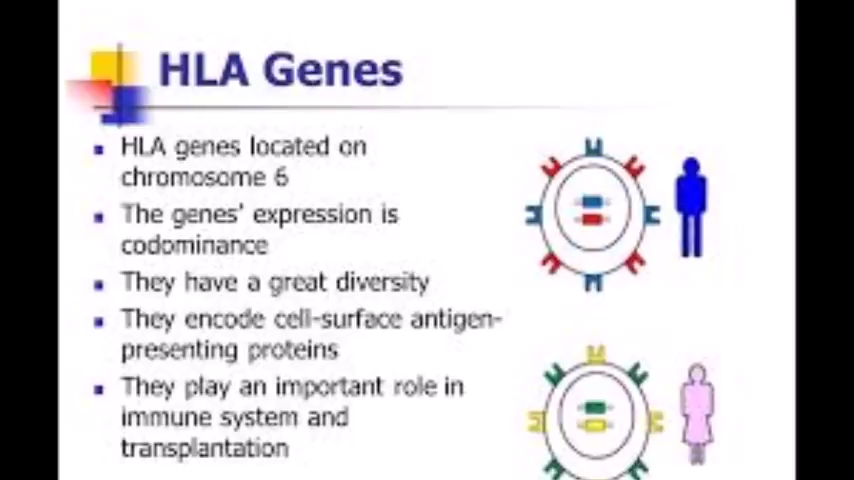 HLA Genes
HLA genes located on
chromosome 6
The genes' expression is
codominance
They have a great diversity
They encode cell-surface antigen-
presenting proteins
They play an important role in
immune system and
transplantation